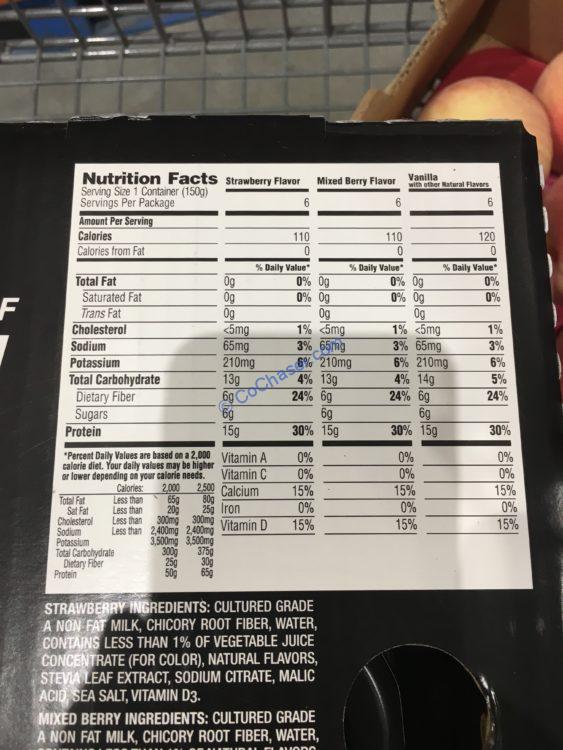 F
Nutrition Facts Strawberry Flavor Mixed Berry Flavor Vanilla with other Natural Flavors
Serving Size 1 Container (150g)
Servings Per Package 6 6 6
Amount Per Serving
Calories 110 110 120
Calories from Fat 0 0 0
% Daily Value* % Daily Value* % Daily Value*
Total Fat 0g 0% 0g 0% 0g 0%
Saturated Fat 0g 0% 0g 0% 0g 0%
Trans Fat 0g 0g 0g
Cholesterol <5mg 1% <5mg 1% <5mg 1%
Sodium 65mg 3% 65mg 3% 65mg 3%
Potassium 210mg 6% 210mg 6% 210mg 6%
Total Carbohydrate 13g 4% 13g 4% 14g 5%
Dietary Fiber 6g 24% 6g 24% 6g 24%
Sugars 6g 6g 6g
Protein 15g 30% 15g 30% 15g 30%
© CoChaser.com
*Percent Daily Values are based on a 2,000
calorie diet. Your daily values may be higher
or lower depending on your calorie needs.
Calories: 2,000 2,500
Total Fat Less than 65g 80g
Sat Fat Less than 20g 25g
Cholesterol Less than 300mg 300mg
Sodium Less than 2,400mg 2,400mg
Potassium 3,500mg 3,500mg
Total Carbohydrate 300g 375g
Dietary Fiber 25g 30g
Protein 50g 65g
Vitamin A 0% 0% 0%
Vitamin C 0% 0% 0%
Calcium 15% 15% 15%
Iron 0% 0% 0%
Vitamin D 15% 15% 15%
STRAWBERRY INGREDIENTS: CULTURED GRADE
A NON FAT MILK, CHICORY ROOT FIBER, WATER,
CONTAINS LESS THAN 1% OF VEGETABLE JUICE
CONCENTRATE (FOR COLOR), NATURAL FLAVORS,
STEVIA LEAF EXTRACT, SODIUM CITRATE, MALIC
ACID, SEA SALT, VITAMIN D3.
MIXED BERRY INGREDIENTS: CULTURED GRADE
A NON FAT MILK, CHICORY ROOT FIBER, WATER,